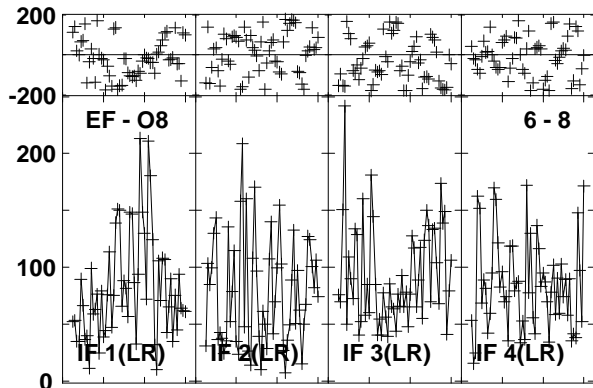 200
-200
EF - O8
6 - 8
200
100
0
IF 1(LR)
IF 2(LR)
IF 3(LR)
IF 4(LR)